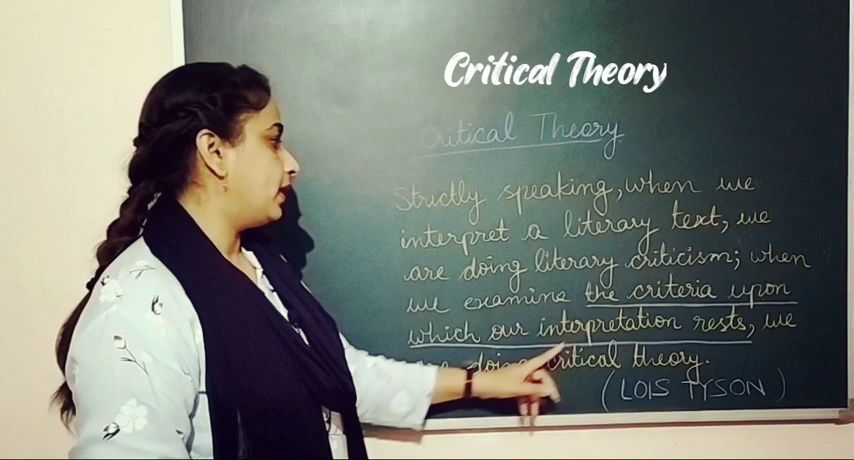 Critical Theory
Critical Theory
Strictly speaking, when we
interpret a literary text, we
are doing literary criticism; when
we examine the criteria upon
which our interpretation rests, we
doing critical theory.
(LOIS TYSON)